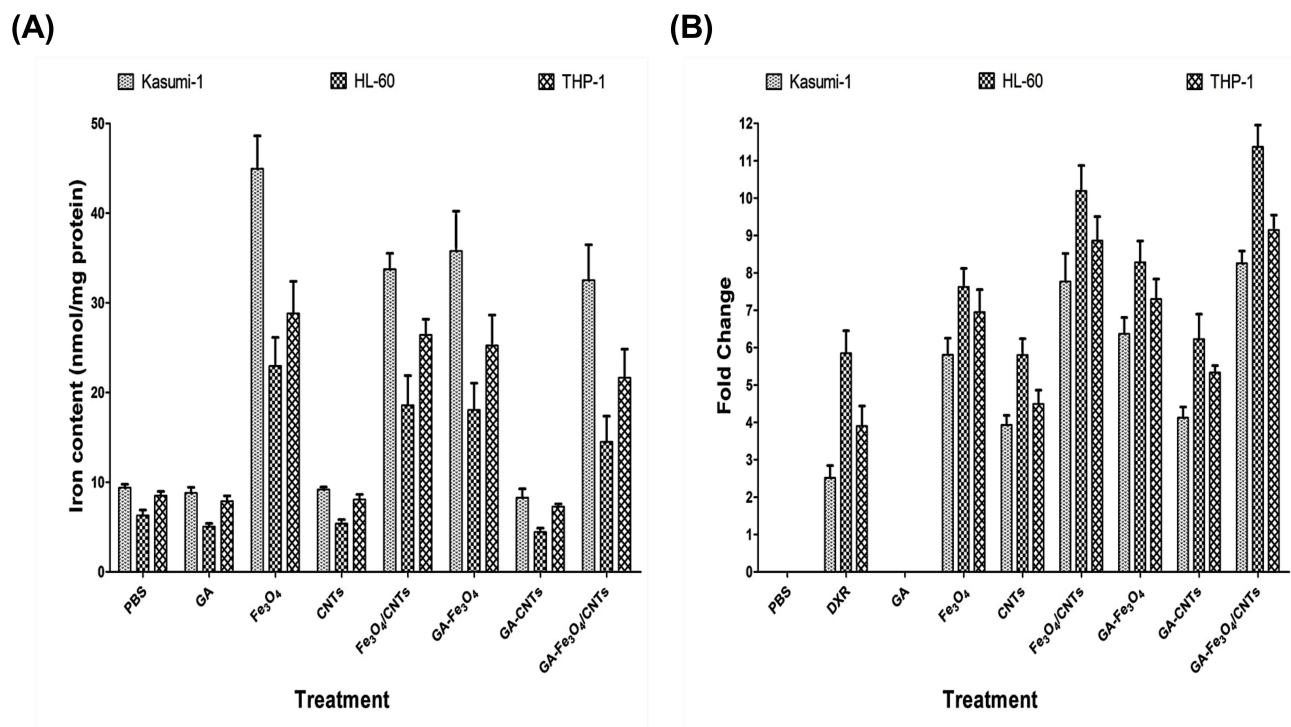 (A)
Kasumi-1 HL-60 THP-1
Iron content (nmol/mg protein)
50
40
30
20
10
0
PBS GA Fe₃O₄ CNTs Fe₃O₄/CNTs GA-Fe₃O₄ GA-CNTs GA-Fe₃O₄/CNTs
Treatment
(B)
Kasumi-1 HL-60 THP-1
Fold Change
12
11
10
9
8
7
6
5
4
3
2
1
0
PBS DXR GA Fe₃O₄ CNTs Fe₃O₄/CNTs GA-Fe₃O₄ GA-CNTs GA-Fe₃O₄/CNTs
Treatment